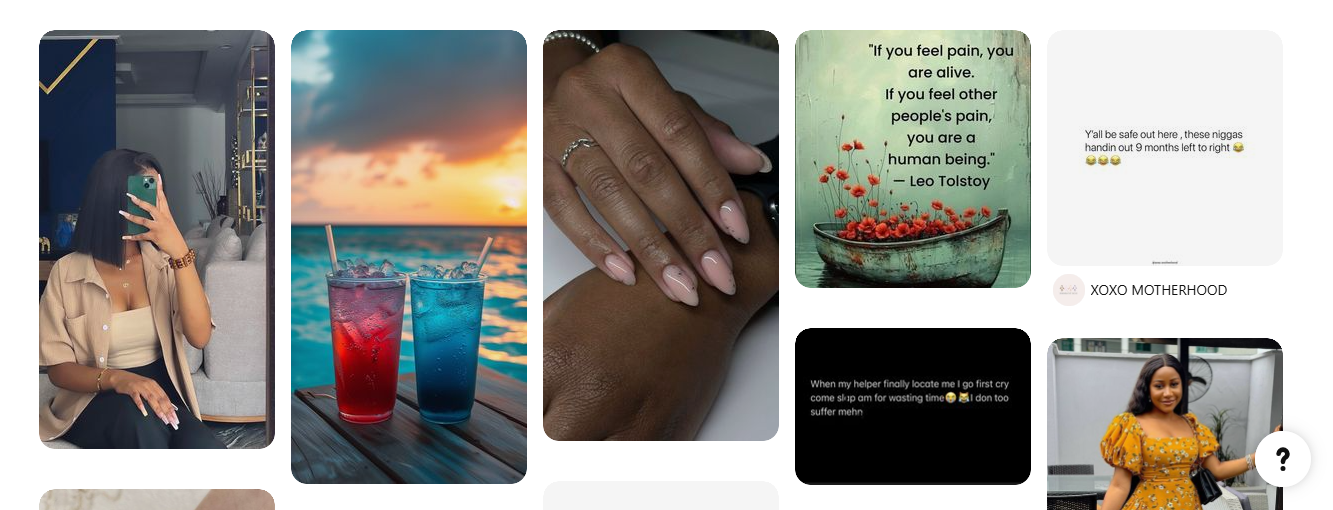 "If you feel pain, you
are alive.
If you feel other
people's pain,
you are a
human being."
— Leo Tolstoy
Y'all be safe out here , these niggas
handin out 9 months left to right 😂
😂😂😂
XOXO MOTHERHOOD
When my helper finally locate me I go first cry
come slap am for wasting time😂😹I don too
suffer mehn
?